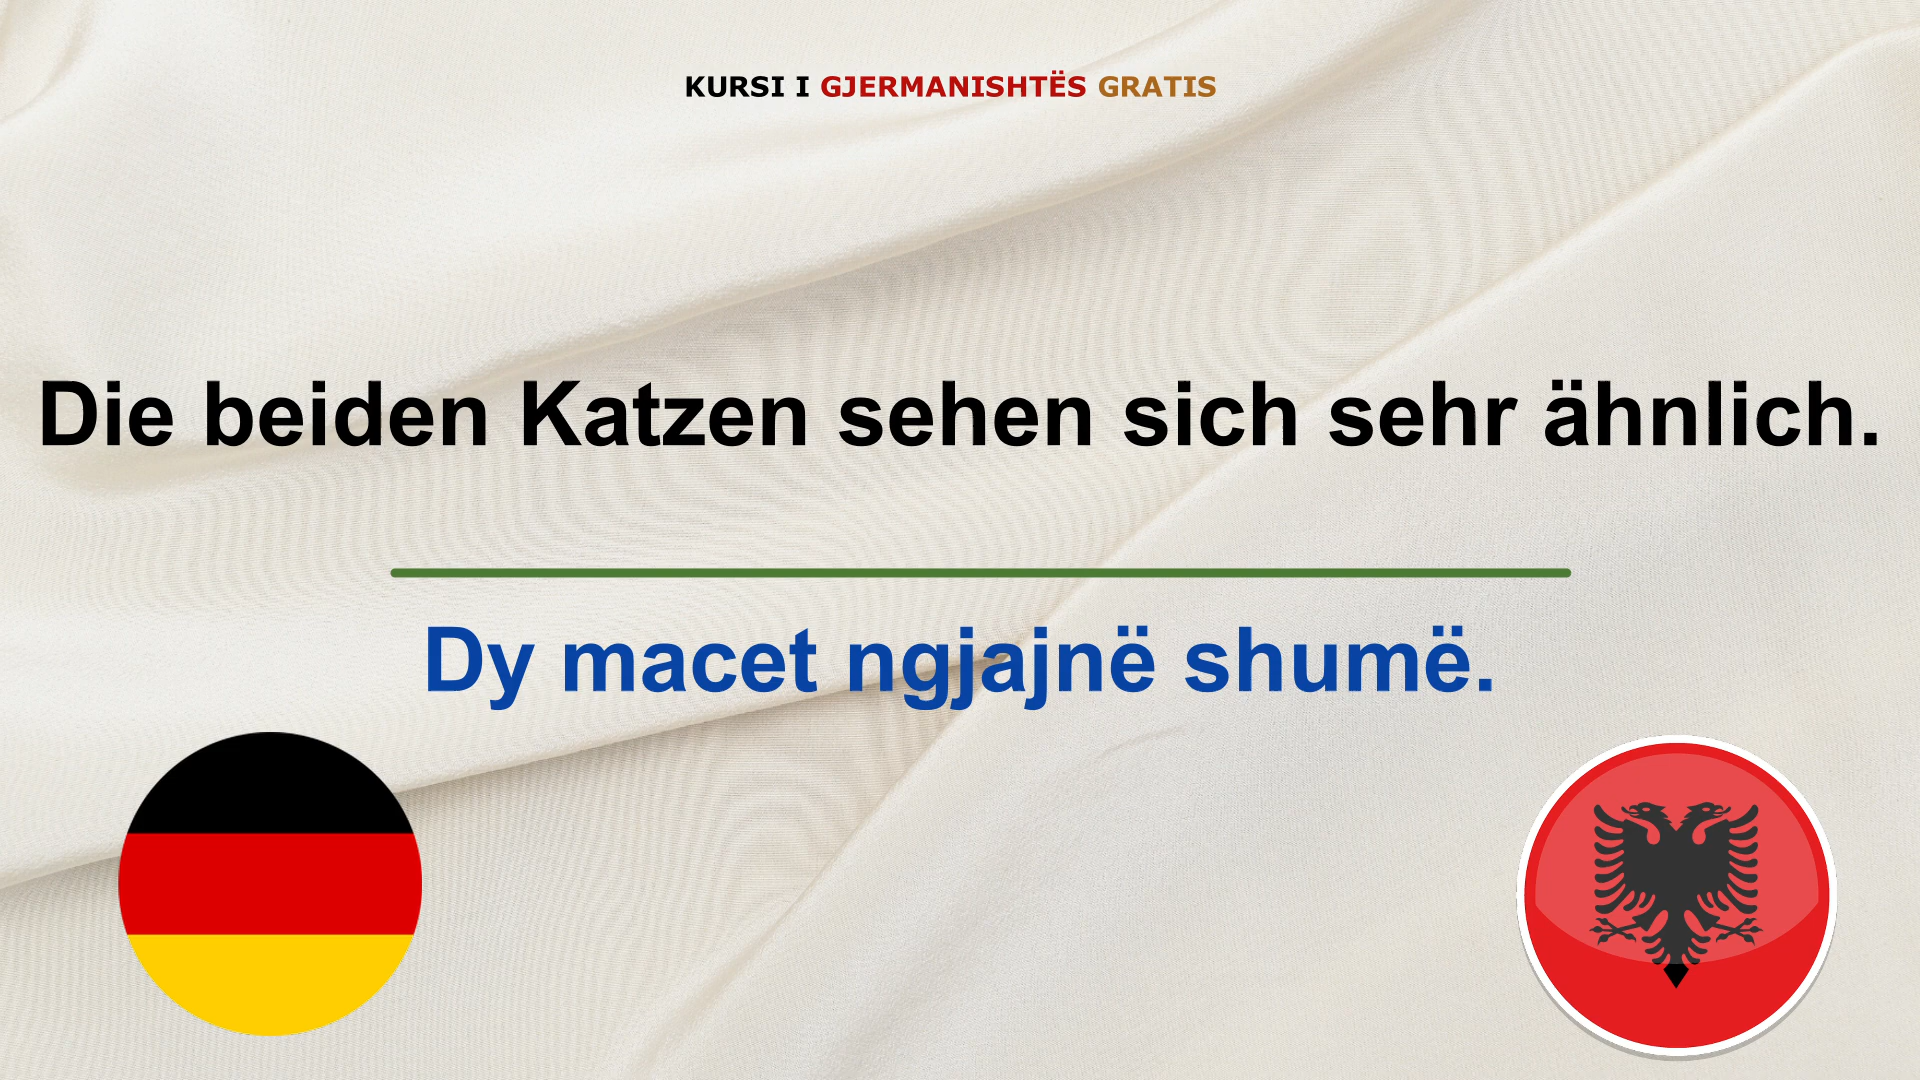 KURSI I GJERMANISHTËS GRATIS
Die beiden Katzen sehen sich sehr ähnlich.
Dy macet ngjajnë shumë.